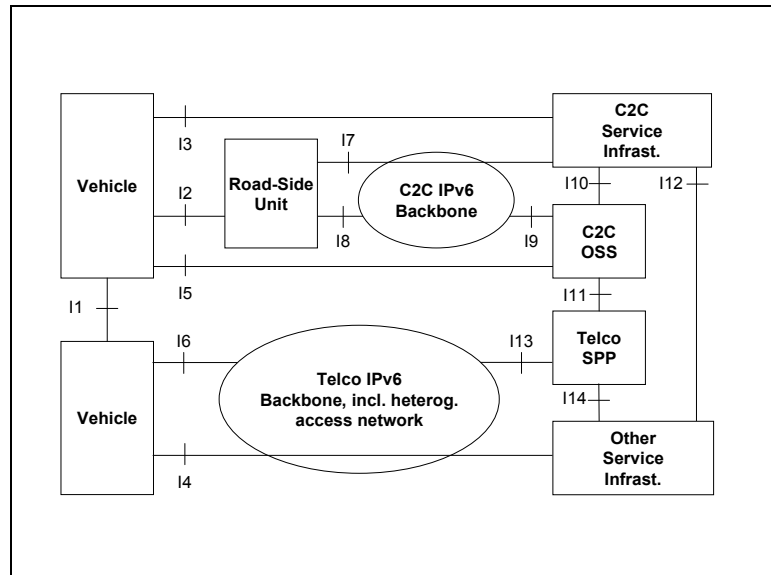 C2C
Service
Infrast.
I3
I7
Vehicle
Road-Side
Unit
I2
C2C IPv6
Backbone
I10
I12
I8
I9
C2C
OSS
I5
I1
I11
I6
I13
Telco
SPP
Vehicle
Telco IPv6
Backbone, incl. heterog.
access network
I14
I4
Other
Service
Infrast.